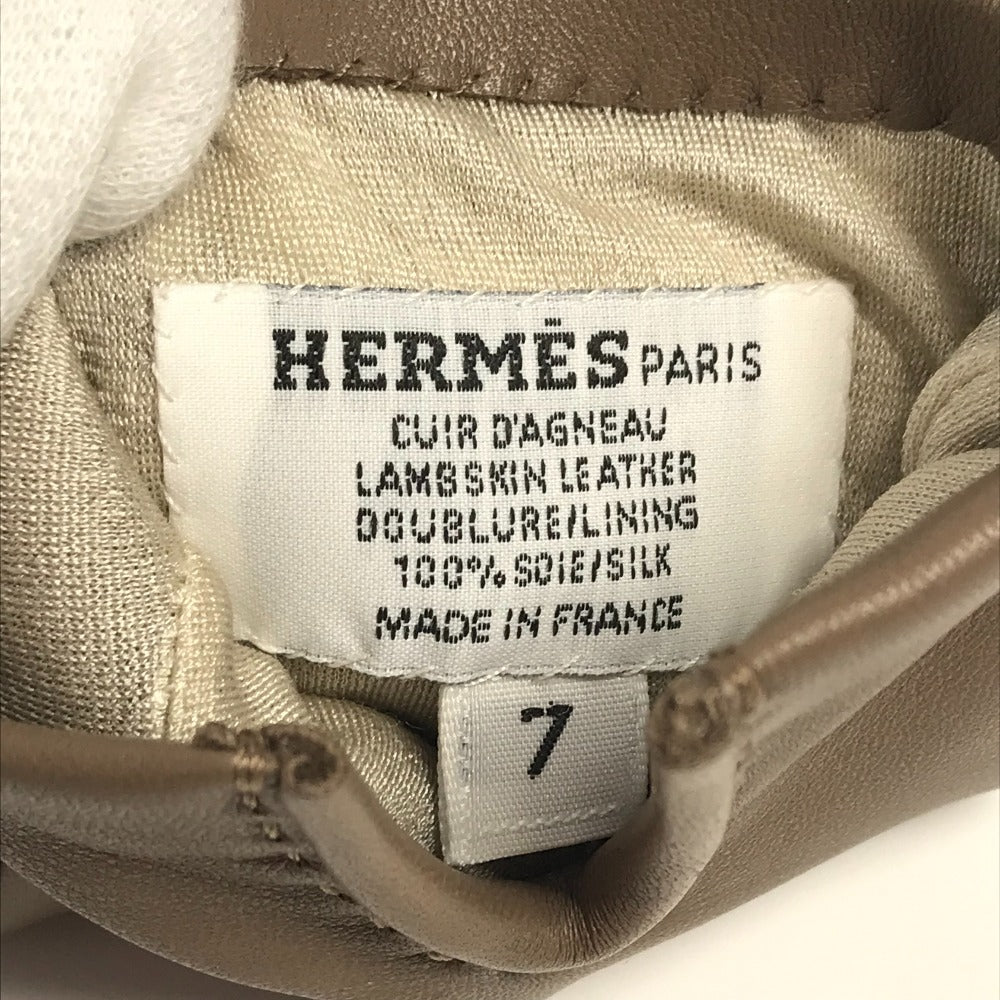 HERMÈS PARIS
CUIR D'AGNEAU
LAMBSKIN LEATHER
DOUBLURE/LINING
100% SOIE/SILK
MADE IN FRANCE
7